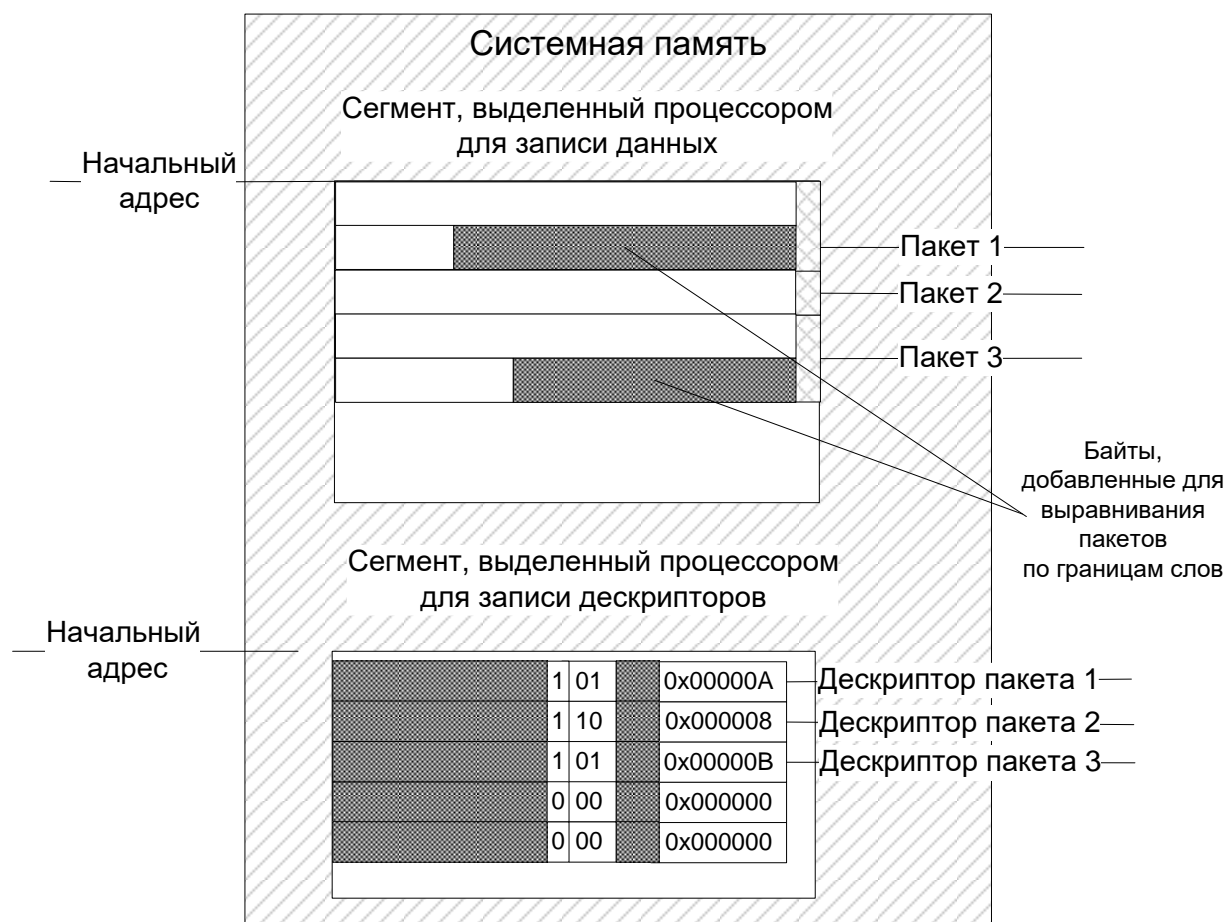 Системная память
Сегмент, выделенный процессором
для записи данных
Начальный
адрес
Пакет 1
Пакет 2
Пакет 3
Байты,
добавленные для
выравнивания
пакетов
по границам слов
Сегмент, выделенный процессором
для записи дескрипторов
Начальный
адрес
1 01 0x00000A Дескриптор пакета 1
1 10 0x000008 Дескриптор пакета 2
1 01 0x00000B Дескриптор пакета 3
0 00 0x000000
0 00 0x000000